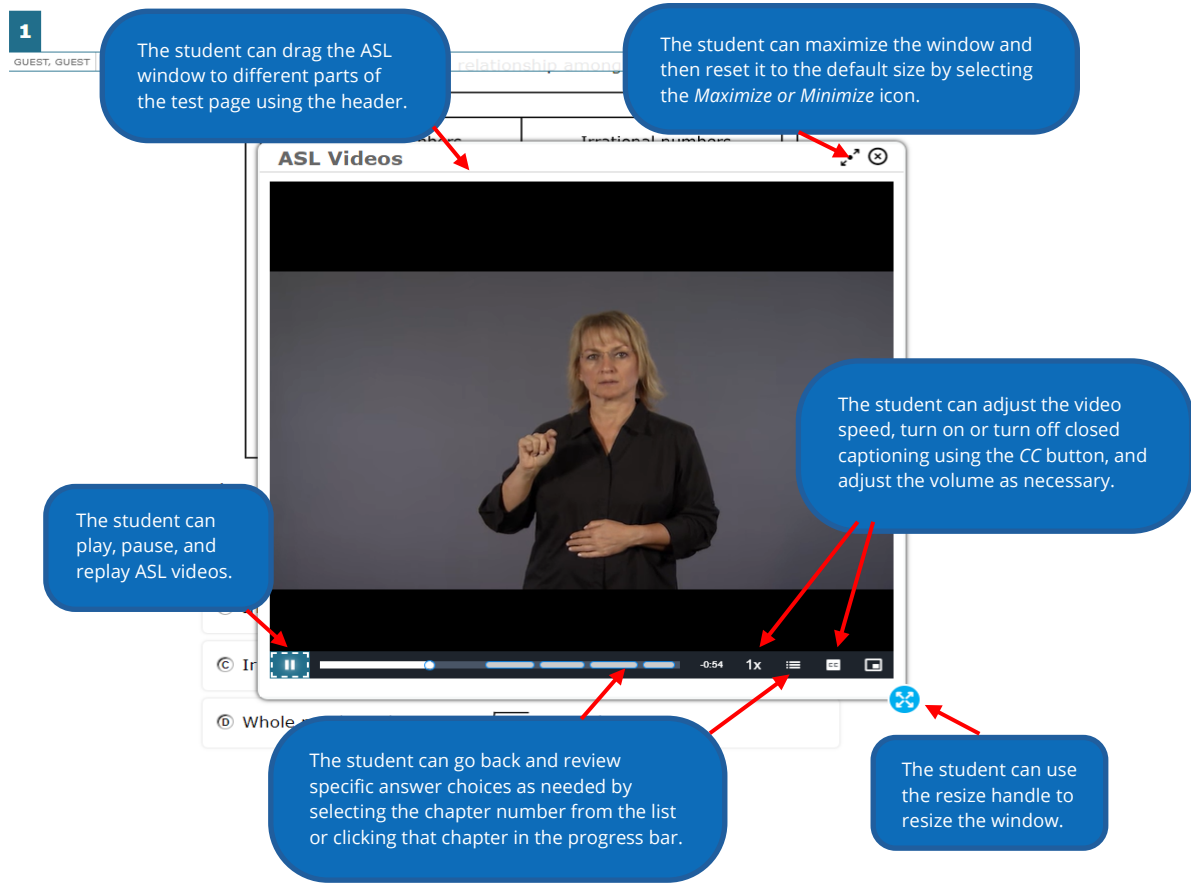 1
GUEST, GUEST
relationship among
The student can drag the ASL
window to different parts of
the test page using the header.
The student can maximize the window and
then reset it to the default size by selecting
the Maximize or Minimize icon.
Irrational numbers
ASL Videos
The student can adjust the video
speed, turn on or turn off closed
captioning using the CC button, and
adjust the volume as necessary.
The student can
play, pause, and
replay ASL videos.
-0:54 1x CC
C
D Whole
The student can go back and review
specific answer choices as needed by
selecting the chapter number from the list
or clicking that chapter in the progress bar.
The student can use
the resize handle to
resize the window.